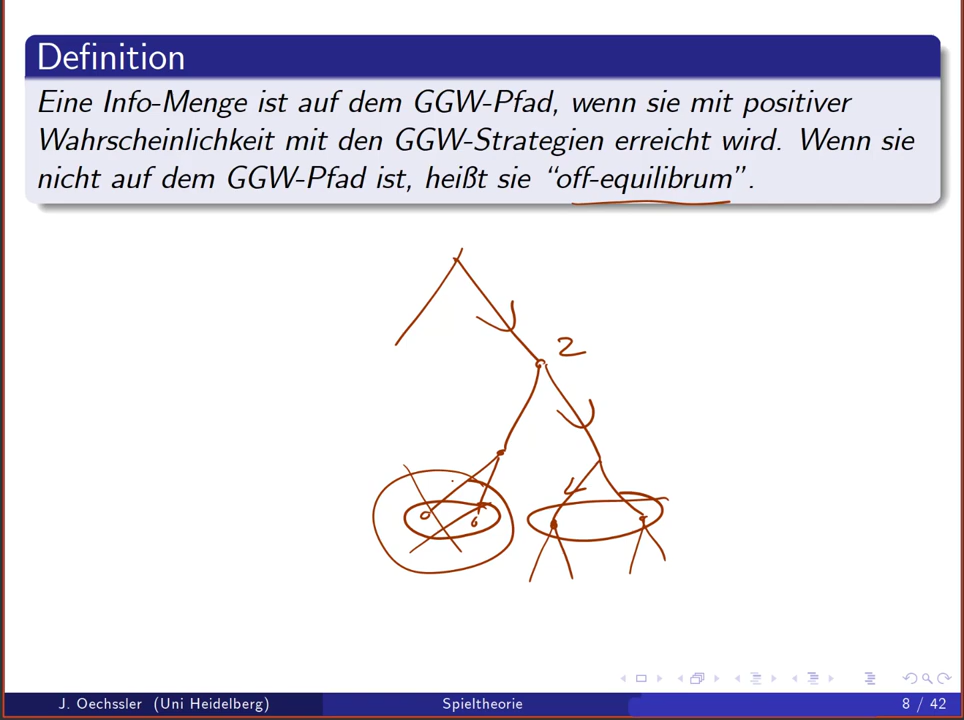 Definition
Eine Info-Menge ist auf dem GGW-Pfad, wenn sie mit positiver
Wahrscheinlichkeit mit den GGW-Strategien erreicht wird. Wenn sie
nicht auf dem GGW-Pfad ist, heißt sie “off-equilibrum”.
2
J. Oechssler (Uni Heidelberg) Spieltheorie 8 / 42